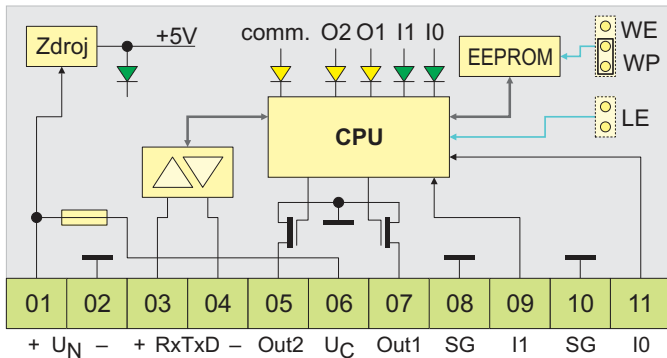 Zdroj +5V comm. O2 O1 I1 I0 EEPROM WE
WP
CPU LE
01 02 03 04 05 06 07 08 09 10 11
+ UN – + RxTxD – Out2 UC Out1 SG I1 SG I0